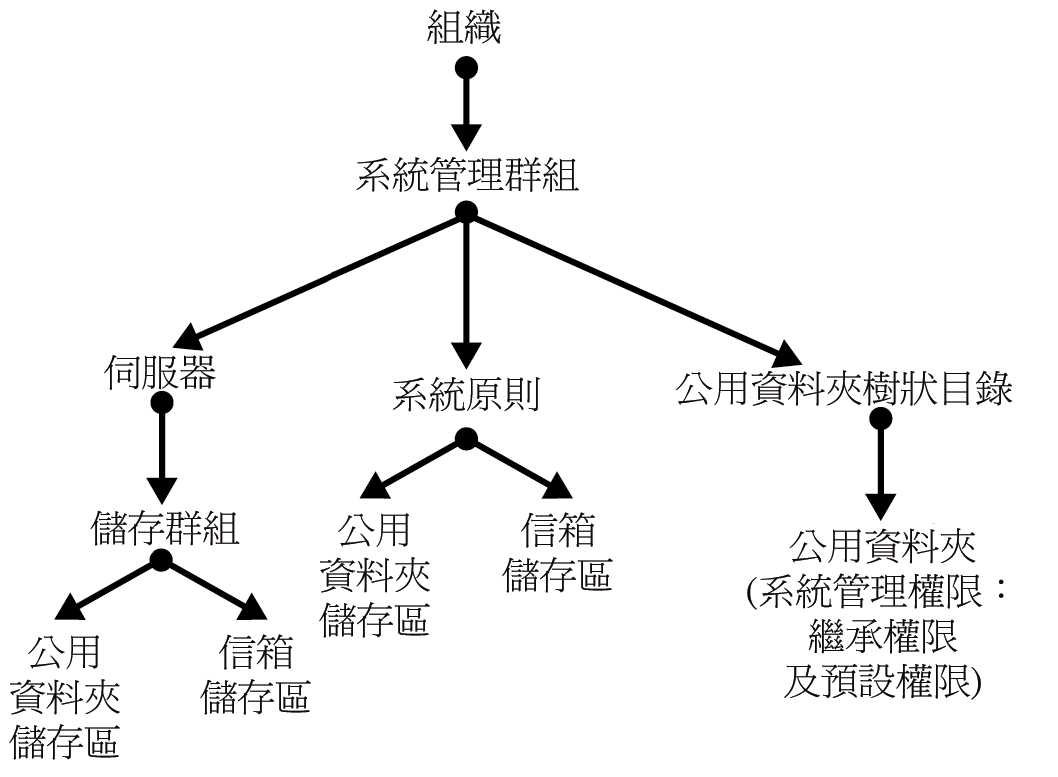 組織
系統管理群組
伺服器
系統原則
公用資料夾樹狀目錄
儲存群組
公用
資料夾
儲存區
信箱
儲存區
公用
資料夾
儲存區
信箱
儲存區
公用資料夾
(系統管理權限：
繼承權限
及預設權限)